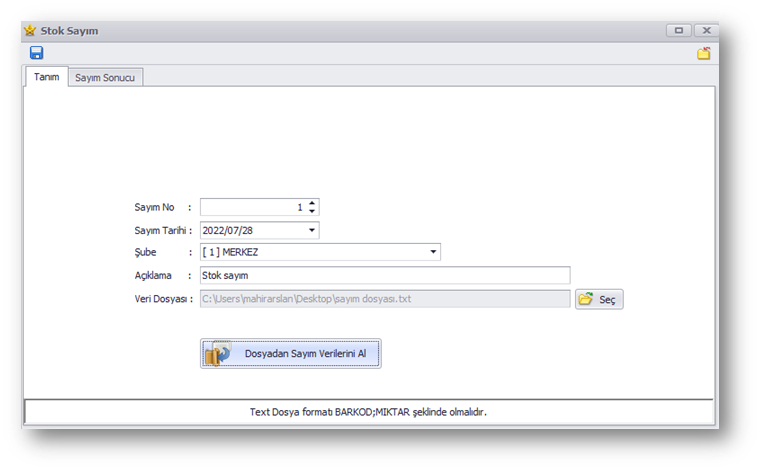 Stok Sayım
Tanım
Sayım Sonucu
Sayım No : 1
Sayım Tarihi : 2022/07/28
Şube : [ 1 ] MERKEZ
Açıklama : Stok sayım
Veri Dosyası : C:\Users\mahirarslan\Desktop\sayım dosyası.txt Seç
Dosyadan Sayım Verilerini Al
Text Dosya formatı BARKOD;MIKTAR şeklinde olmalıdır.